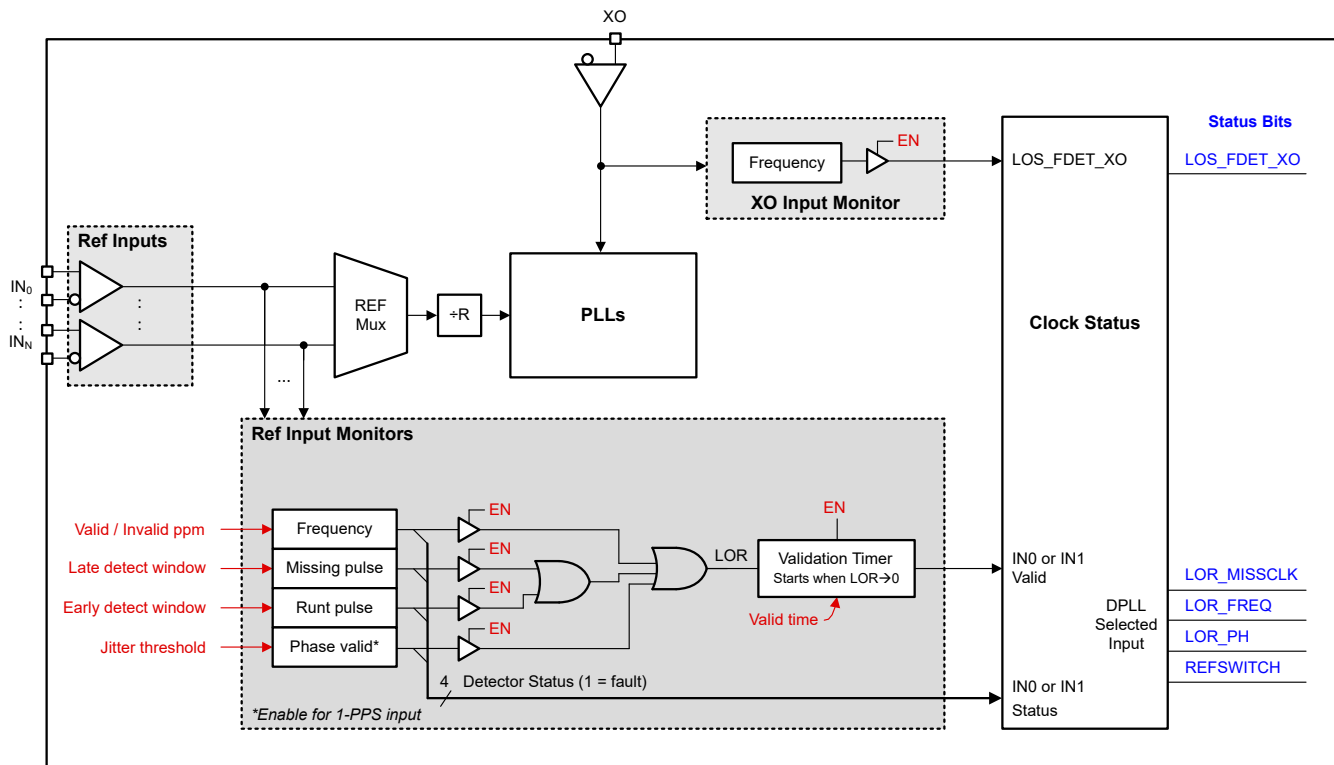 XO
Status Bits
EN
Frequency
LOS_FDET_XO
LOS_FDET_XO
XO Input Monitor
Ref Inputs
IN0
:
:
INN
:
:
REF
Mux
÷R
PLLs
Clock Status
...
Ref Input Monitors
Valid / Invalid ppm
Frequency
EN
Late detect window
Missing pulse
EN
Early detect window
Runt pulse
EN
Jitter threshold
Phase valid*
EN
LOR
EN
Validation Timer
Starts when LOR→0
Valid time
IN0 or IN1
Valid
DPLL
Selected
Input
LOR_MISSCLK
LOR_FREQ
LOR_PH
REFSWITCH
4 Detector Status (1 = fault)
IN0 or IN1
Status
*Enable for 1-PPS input